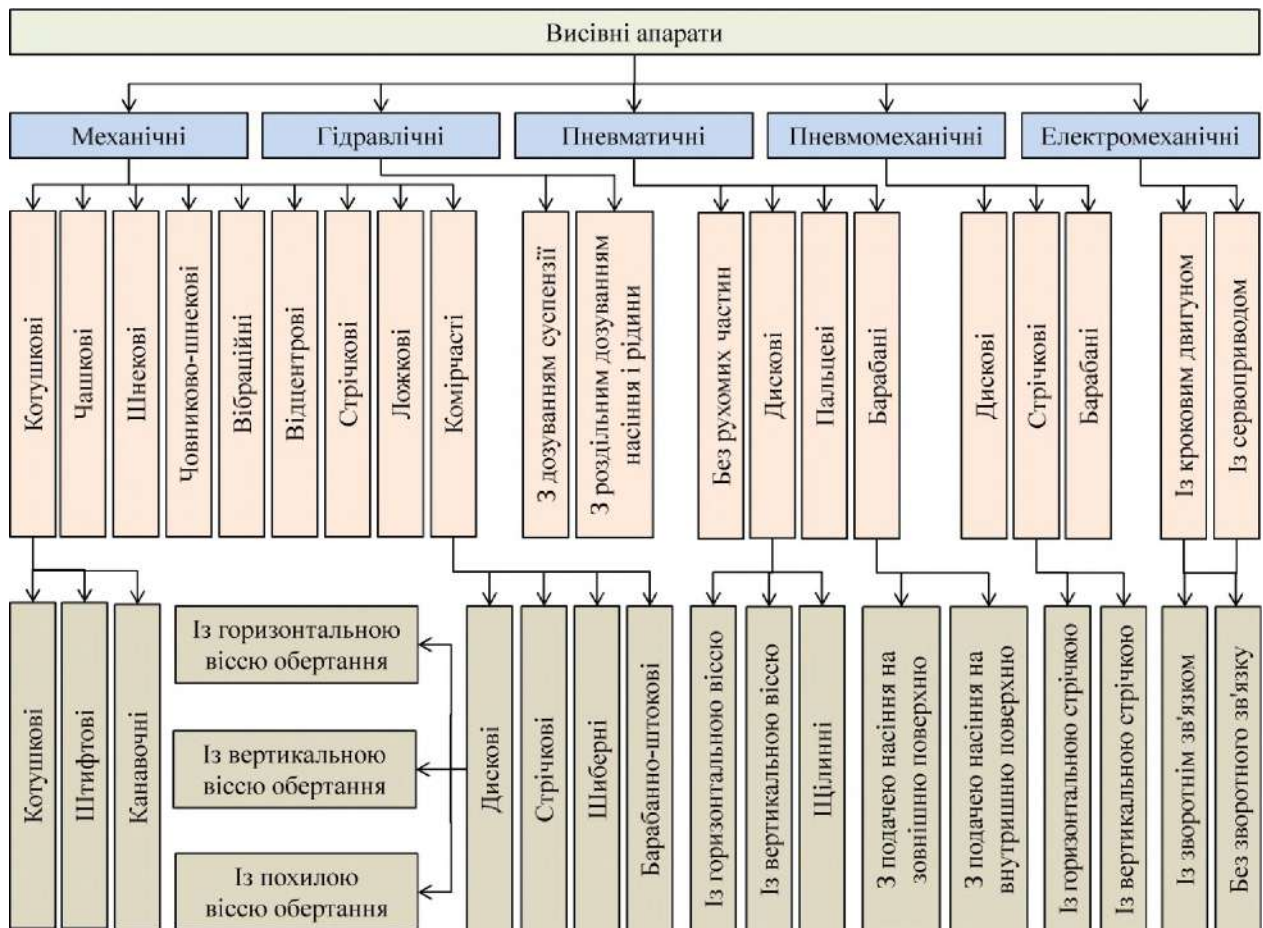 Висівні апарати
Механічні
Гідравлічні
Пневматичні
Пневмомеханічні
Електромеханічні
Котушкові
Чашкові
Шнекові
Човниково-шнекові
Вібраційні
Відцентрові
Стрічкові
Ложкові
Комірчасті
З дозуванням суспензії
З роздільним дозуванням
насіння і рідини
Без рухомих частин
Дискові
Пальцеві
Барабані
Дискові
Стрічкові
Барабані
Із кроковим двигуном
Із сервоприводом
Котушкові
Штифтові
Канавочні
Із горизонтальною
віссю обертання
Із вертикальною
віссю обертання
Із похилою
віссю обертання
Дискові
Стрічкові
Шиберні
Барабанно-штокові
Із горизонтальною віссю
Із вертикальною віссю
Щілинні
З подачею насіння на
зовнішню поверхню
З подачею насіння на
внутришню поверхню
Із горизонтальною стрічкою
Із вертикальною стрічкою
Із зворотнім зв'язком
Без зворотного зв'язку